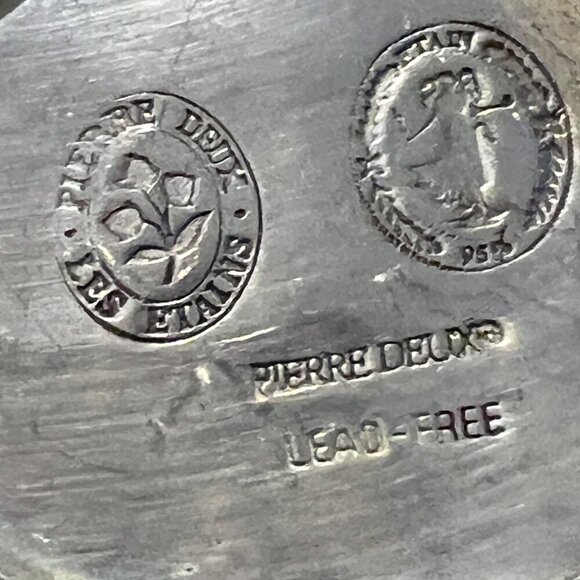 PIERRE DEUX · LES ETAINS ·
95%
PIERRE DEUX®
LEAD-FREE